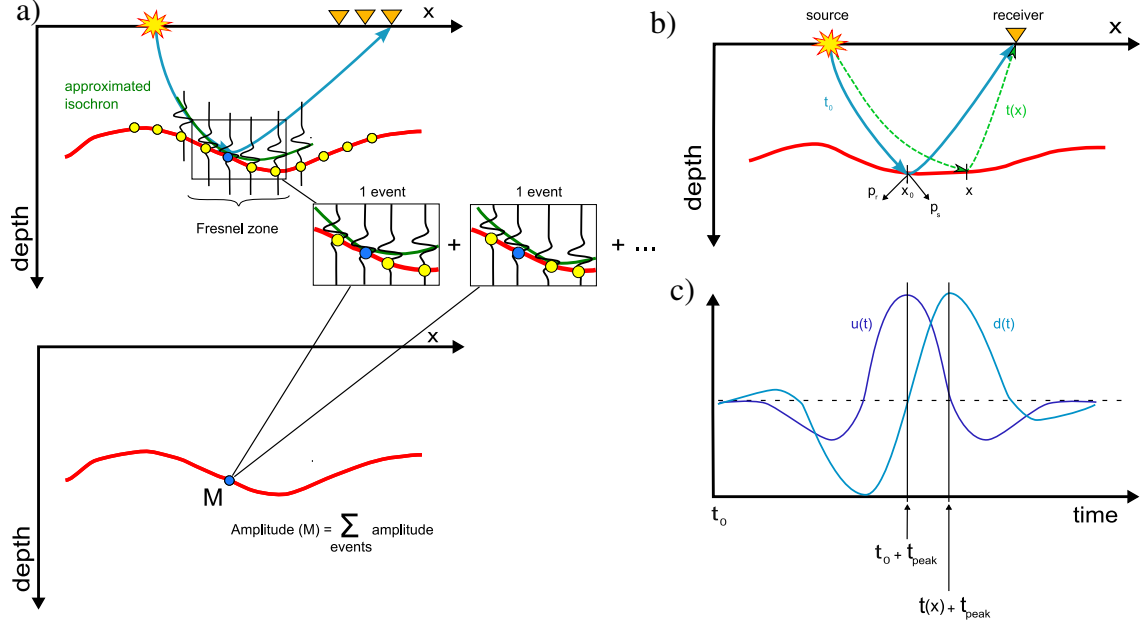 a)
x
approximated
isochron
Fresnel zone
1 event
1 event
+
+ ...
depth
x
M
Amplitude (M) = Σ amplitude
events
depth
b)
source
receiver
x
t₀
t(x)
pᵣ
x₀
x
pₛ
depth
c)
u(t)
d(t)
t₀
time
t₀ + tpeak
t(x) + tpeak